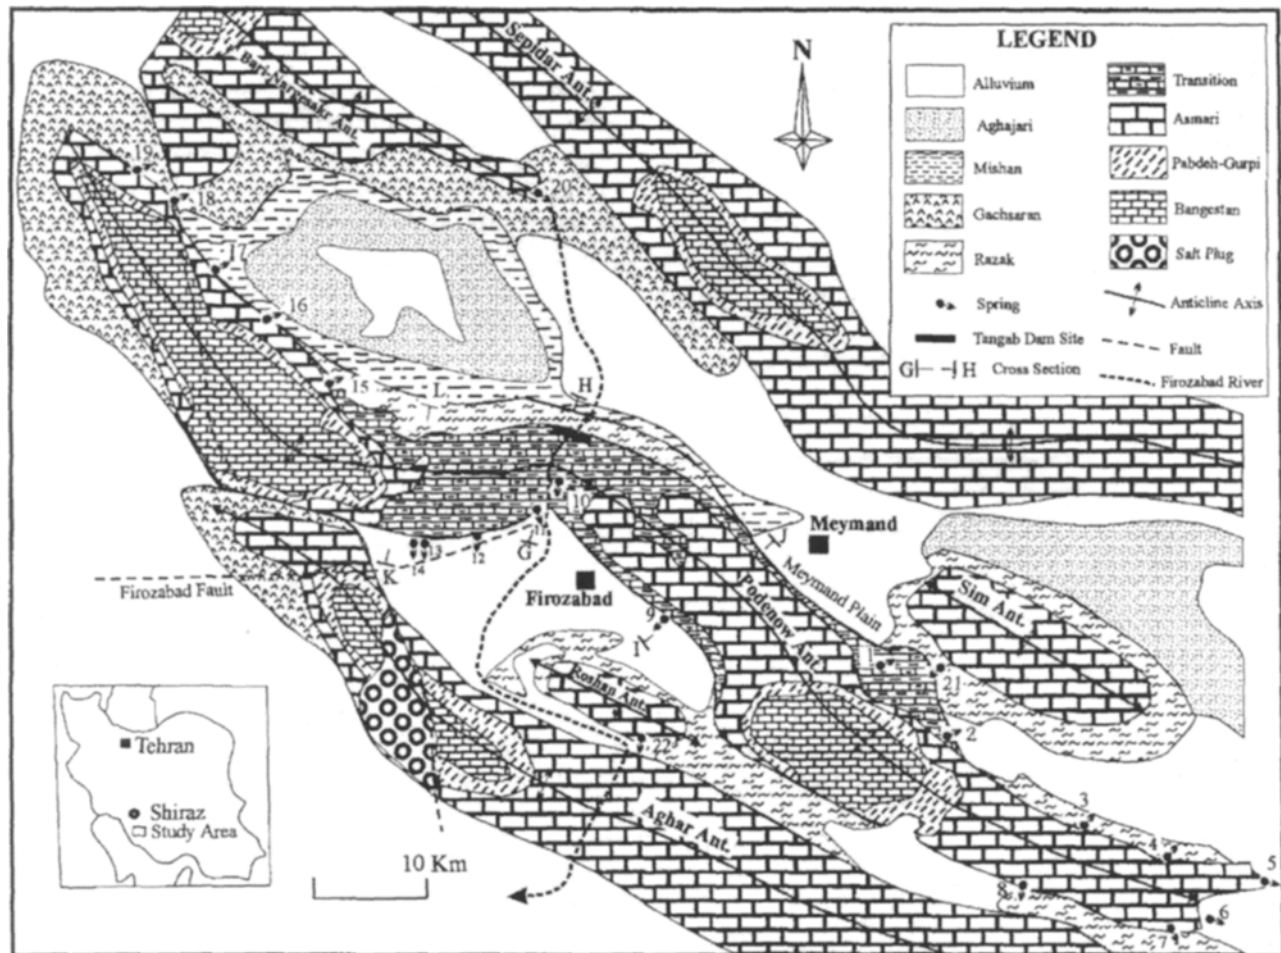 LEGEND
Alluvium
Aghajari
Mishan
Gachsaran
Razak
Spring
Tangab Dam Site
G H Cross Section
Transition
Asmari
Pabdeh-Gurpi
Bangestan
Salt Plug
Anticline Axis
Fault
Firozabad River
N
Sepidar Ant.
Ant.
19
18
17
16
15
20
L
H
10
11
12
13
14
K
G
J
Meymand
Meymand Plain
Firozabad Fault
Firozabad
Podenow Ant.
Sim Ant.
9
I
1
21
2
Roshan Ant.
22
Aghar Ant.
3
4
5
6
7
8
Tehran
Shiraz
Study Area
10 Km